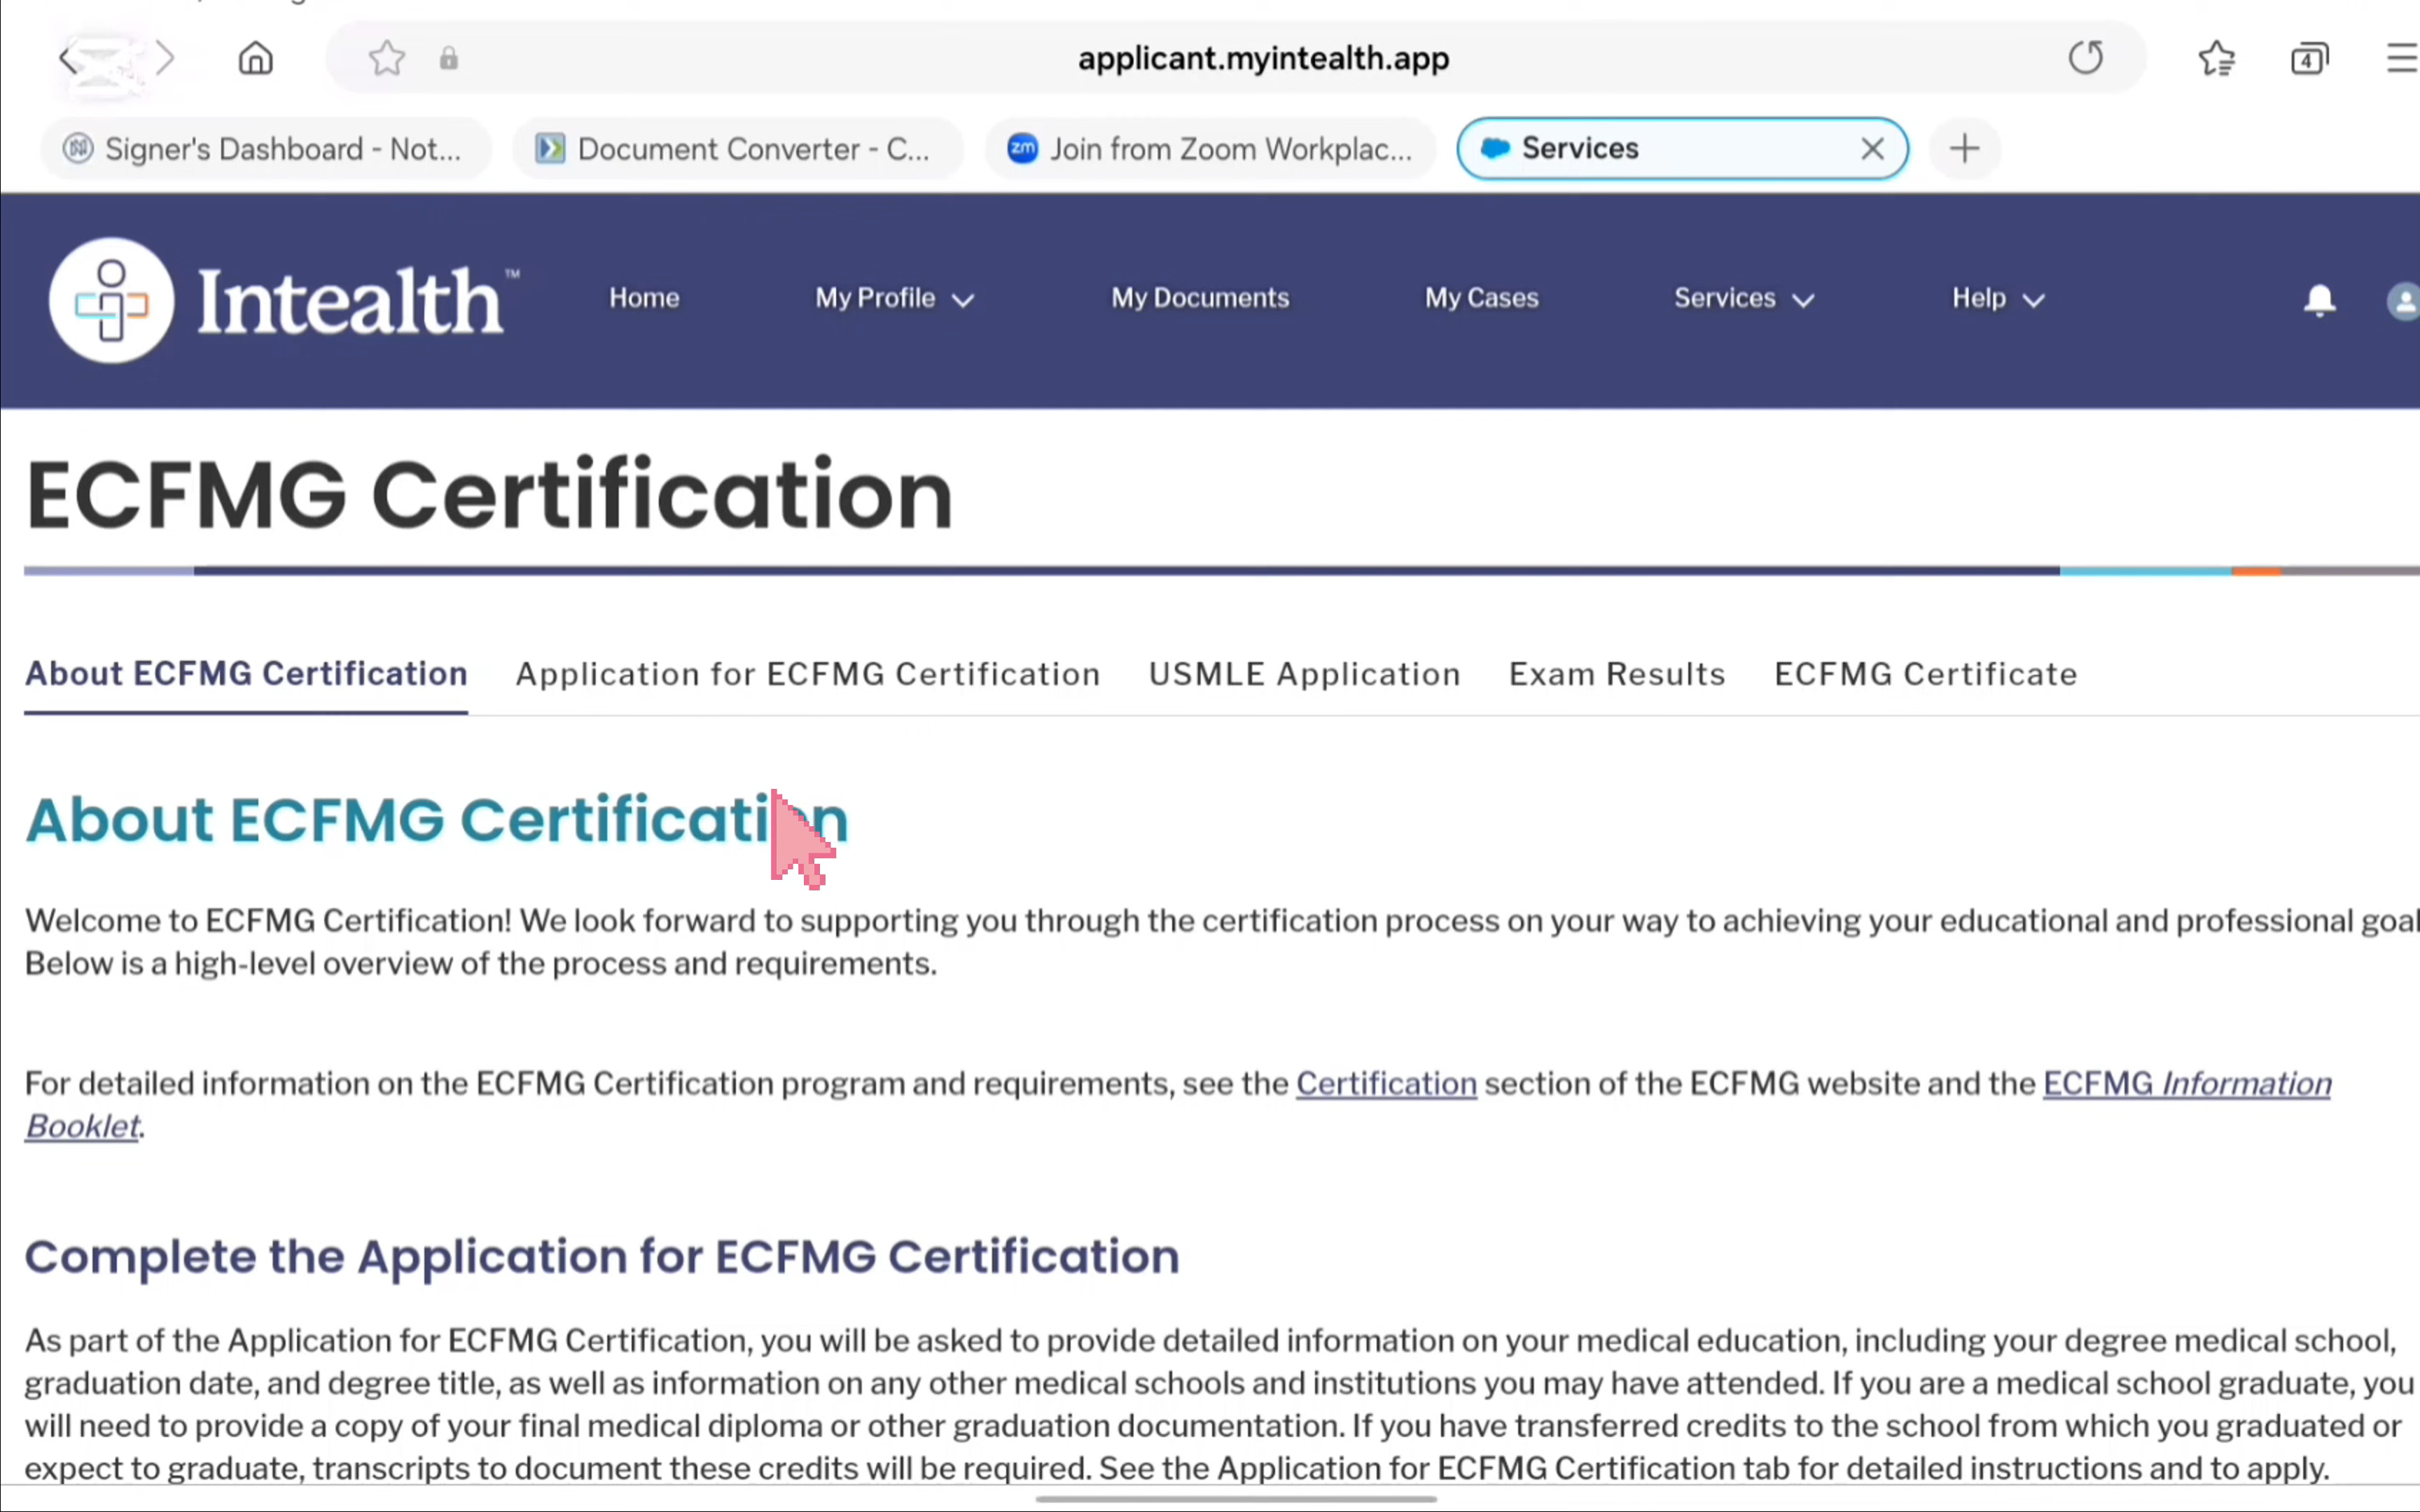 applicant.myintealth.app
4
Signer's Dashboard - Not...
Document Converter - C...
zm Join from Zoom Workplac...
Services
Intealth™
Home
My Profile
My Documents
My Cases
Services
Help
ECFMG Certification
About ECFMG Certification
Application for ECFMG Certification
USMLE Application
Exam Results
ECFMG Certificate
About ECFMG Certification
Welcome to ECFMG Certification! We look forward to supporting you through the certification process on your way to achieving your educational and professional goal
Below is a high-level overview of the process and requirements.
For detailed information on the ECFMG Certification program and requirements, see the Certification section of the ECFMG website and the ECFMG Information
Booklet.
Complete the Application for ECFMG Certification
As part of the Application for ECFMG Certification, you will be asked to provide detailed information on your medical education, including your degree medical school,
graduation date, and degree title, as well as information on any other medical schools and institutions you may have attended. If you are a medical school graduate, you
will need to provide a copy of your final medical diploma or other graduation documentation. If you have transferred credits to the school from which you graduated or
expect to graduate, transcripts to document these credits will be required. See the Application for ECFMG Certification tab for detailed instructions and to apply.